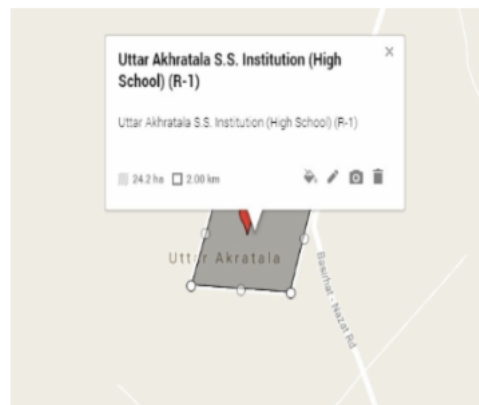 Uttar Akhratala S.S. Institution (High
School) (R-1)
Uttar Akhratala S.S. Institution (High School) (R-1)
24.2 ha 2.00 km
Uttar Akratala
Basirhat - Nazat Rd